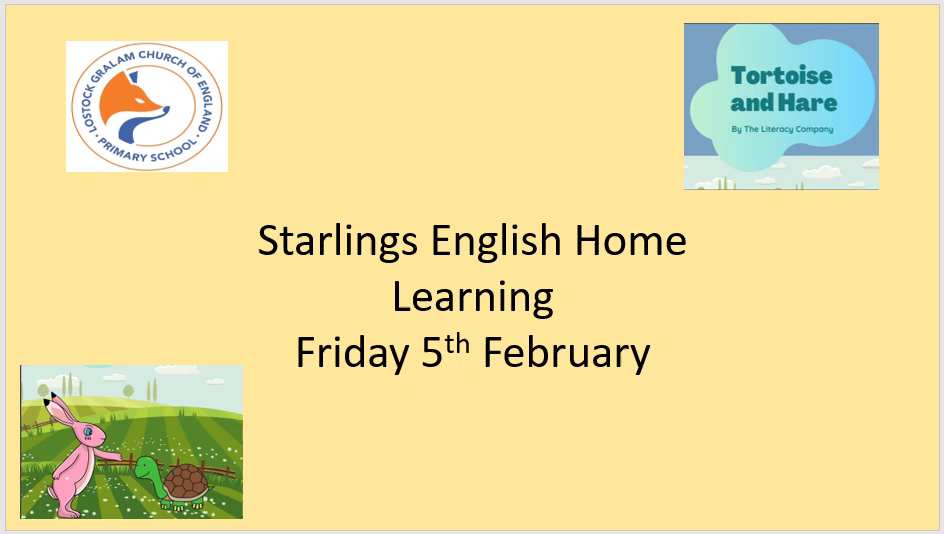 LOSTOCK GRALAM CHURCH OF ENGLAND
• PRIMARY SCHOOL •
Tortoise
and Hare
By The Literacy Company
Starlings English Home
Learning
Friday 5th February